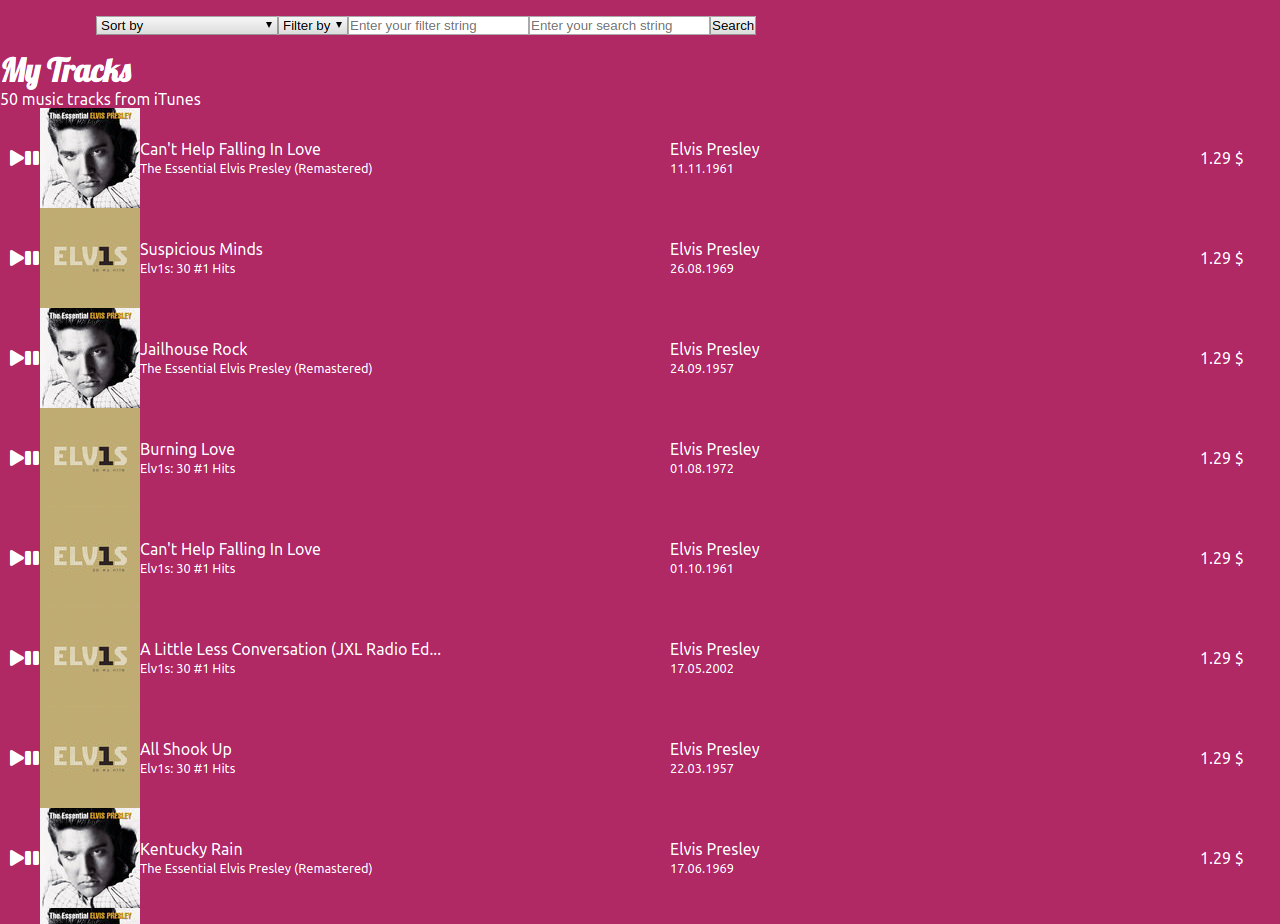 Sort by Filter by Enter your filter string Enter your search string Search
My Tracks
50 music tracks from iTunes
The Essential ELVIS PRESLEY
Can't Help Falling In Love Elvis Presley
The Essential Elvis Presley (Remastered) 11.11.1961
1.29 $
ELV1S
Suspicious Minds Elvis Presley
Elv1s: 30 #1 Hits 26.08.1969
1.29 $
The Essential ELVIS PRESLEY
Jailhouse Rock Elvis Presley
The Essential Elvis Presley (Remastered) 24.09.1957
1.29 $
ELV1S
Burning Love Elvis Presley
Elv1s: 30 #1 Hits 01.08.1972
1.29 $
ELV1S
Can't Help Falling In Love Elvis Presley
Elv1s: 30 #1 Hits 01.10.1961
1.29 $
ELV1S
A Little Less Conversation (JXL Radio Ed... Elvis Presley
Elv1s: 30 #1 Hits 17.05.2002
1.29 $
ELV1S
All Shook Up Elvis Presley
Elv1s: 30 #1 Hits 22.03.1957
1.29 $
The Essential ELVIS PRESLEY
Kentucky Rain Elvis Presley
The Essential Elvis Presley (Remastered) 17.06.1969
1.29 $
The Essential ELVIS PRESLEY